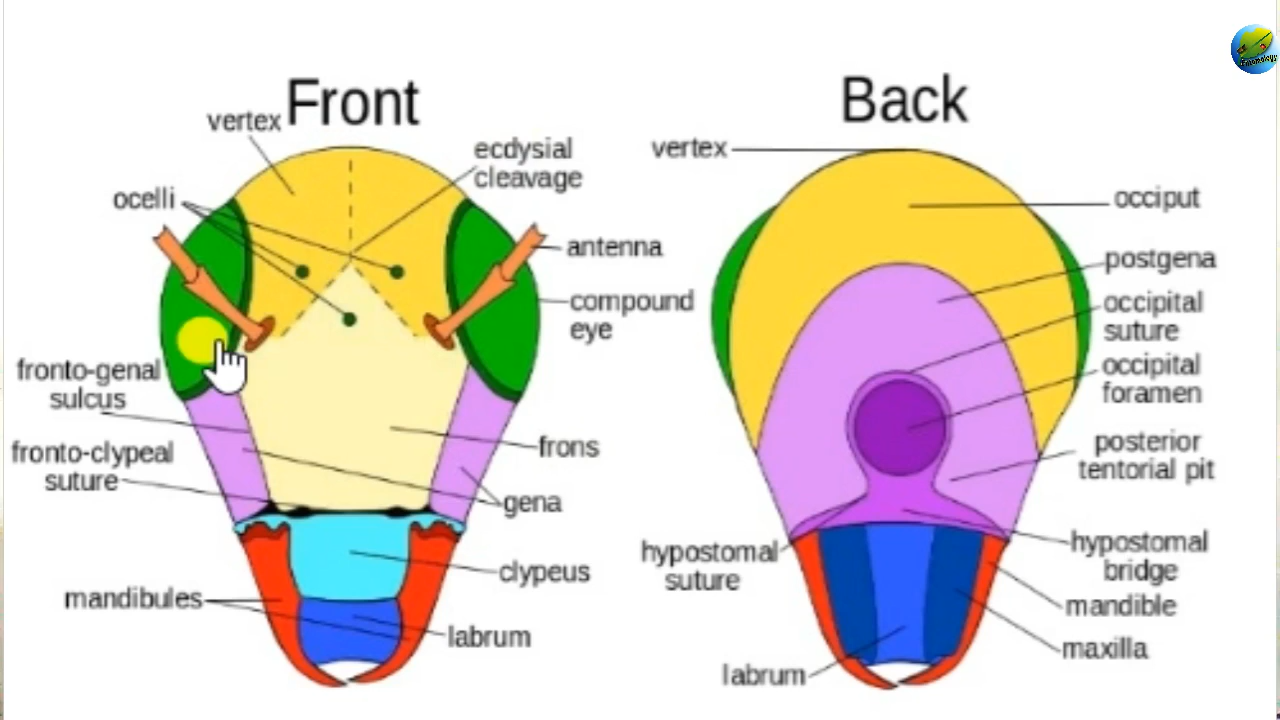 Front
vertex
ecdysial
cleavage
ocelli
antenna
compound
eye
fronto-genal
sulcus
fronto-clypeal
suture
frons
gena
clypeus
mandibules
labrum
Back
vertex
occiput
postgena
occipital
suture
occipital
foramen
posterior
tentorial pit
hypostomal
suture
hypostomal
bridge
mandible
maxilla
labrum